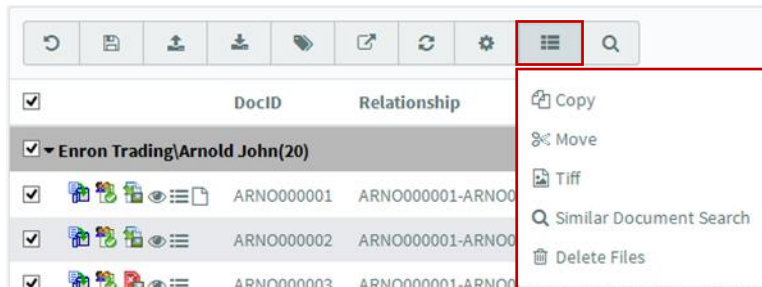 DocID Relationship
Copy
Enron Trading\Arnold John(20)
Move
ARNO000001 ARNO000001-ARNO0
Tiff
Similar Document Search
ARNO000002 ARNO000001-ARNO0
Delete Files
ARNO000003 ARNO000001-ARNO0